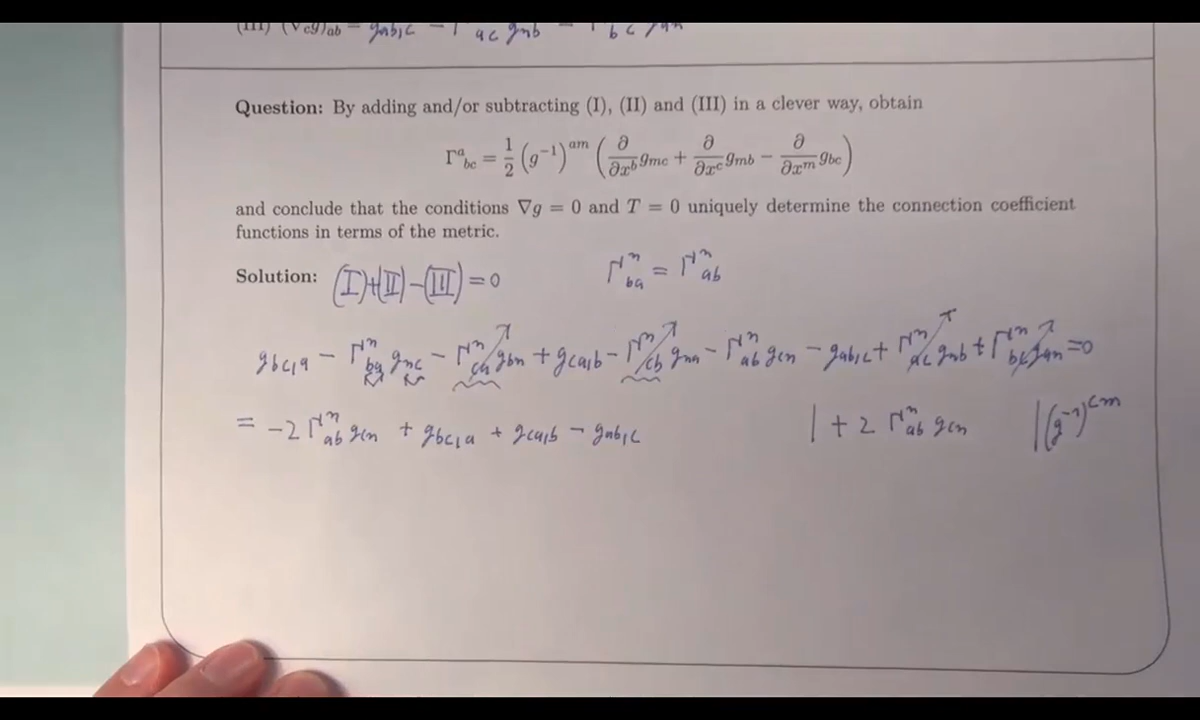 (III) (∇_c g)_ab = g_ab,c − Γ^n_ac g_nb − Γ^n_bc g_an
Question: By adding and/or subtracting (I), (II) and (III) in a clever way, obtain
Γ^a_bc = 1/2 (g^−1)^am (∂/∂x^b g_mc + ∂/∂x^c g_mb − ∂/∂x^m g_bc)
and conclude that the conditions ∇g = 0 and T = 0 uniquely determine the connection coefficient
functions in terms of the metric.
Solution: (I)+(II)−(III) = 0 Γ^n_ba = Γ^n_ab
g_bc,a − Γ^n_ba g_nc − Γ^n_ca g_bn + g_ca,b − Γ^n_cb g_na − Γ^n_ab g_cn − g_ab,c + Γ^n_ac g_nb + Γ^n_bc g_an = 0
= −2 Γ^n_ab g_cn + g_bc,a + g_ca,b − g_ab,c | + 2 Γ^n_ab g_cn | (g^−1)^cm